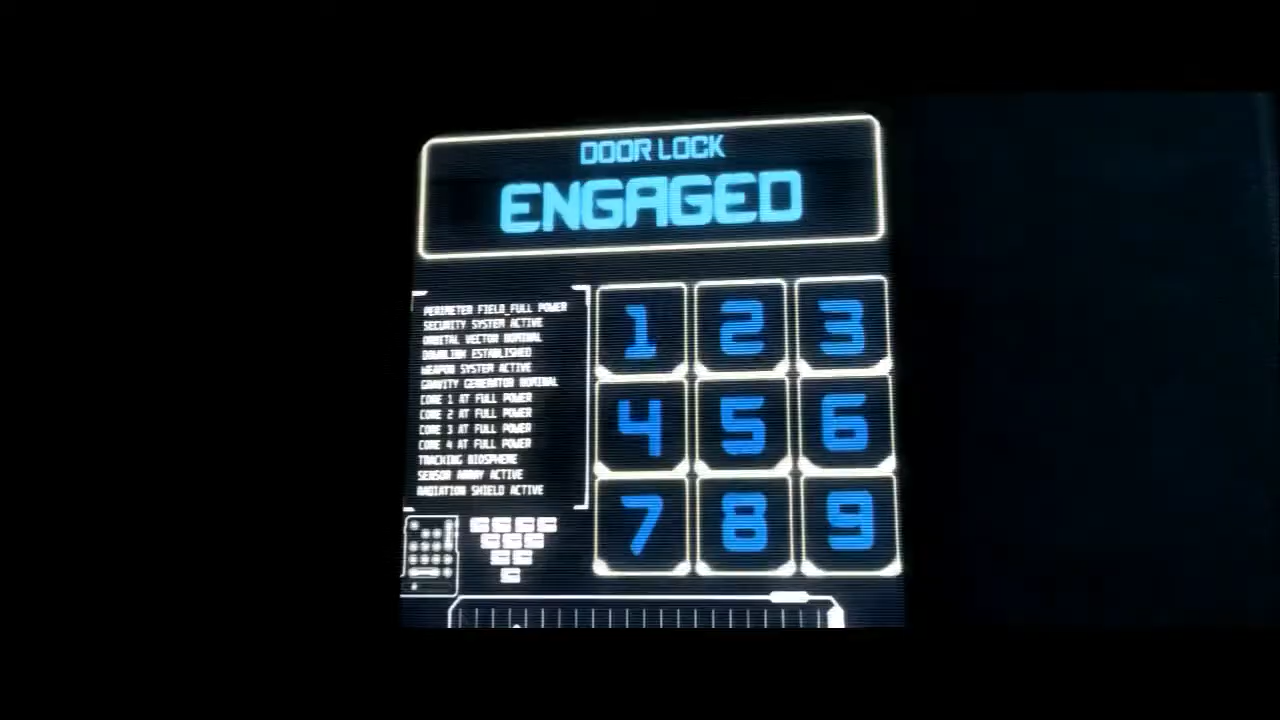 DOOR LOCK
ENGAGED
PERIMETER FIELD_FULL POWER
SECURITY SYSTEM ACTIVE
ORBITAL VECTOR NOMINAL
DOWNLINK ESTABLISHED
WEAPON SYSTEM ACTIVE
GRAVITY GENERATOR NOMINAL
CORE 1 AT FULL POWER
CORE 2 AT FULL POWER
CORE 3 AT FULL POWER
CORE 4 AT FULL POWER
TRACKING BIOSPHERE
SENSOR ARRAY ACTIVE
RADIATION SHIELD ACTIVE
1 2 3
4 5 6
7 8 9